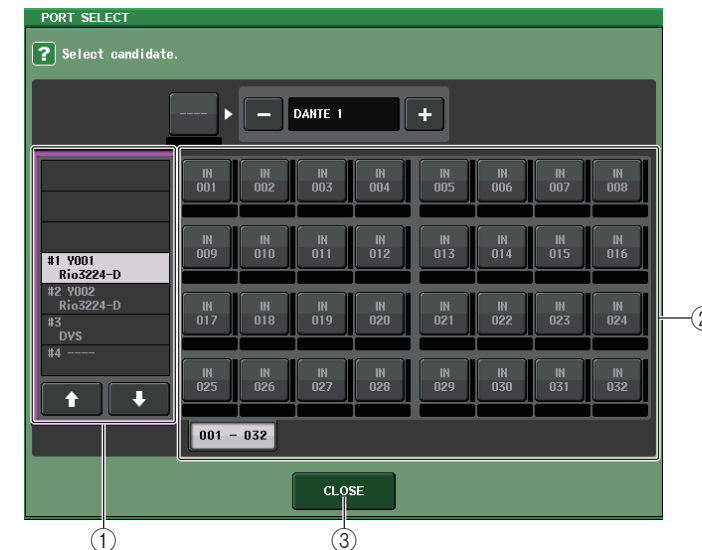 PORT SELECT
? Select candidate.
---- − DANTE 1 +
#1 Y001
Rio3224-D
#2 Y002
Rio3224-D
#3
DVS
#4 ----
IN 001 IN 002 IN 003 IN 004 IN 005 IN 006 IN 007 IN 008
IN 009 IN 010 IN 011 IN 012 IN 013 IN 014 IN 015 IN 016
IN 017 IN 018 IN 019 IN 020 IN 021 IN 022 IN 023 IN 024
IN 025 IN 026 IN 027 IN 028 IN 029 IN 030 IN 031 IN 032
001 - 032
CLOSE
① ③
②